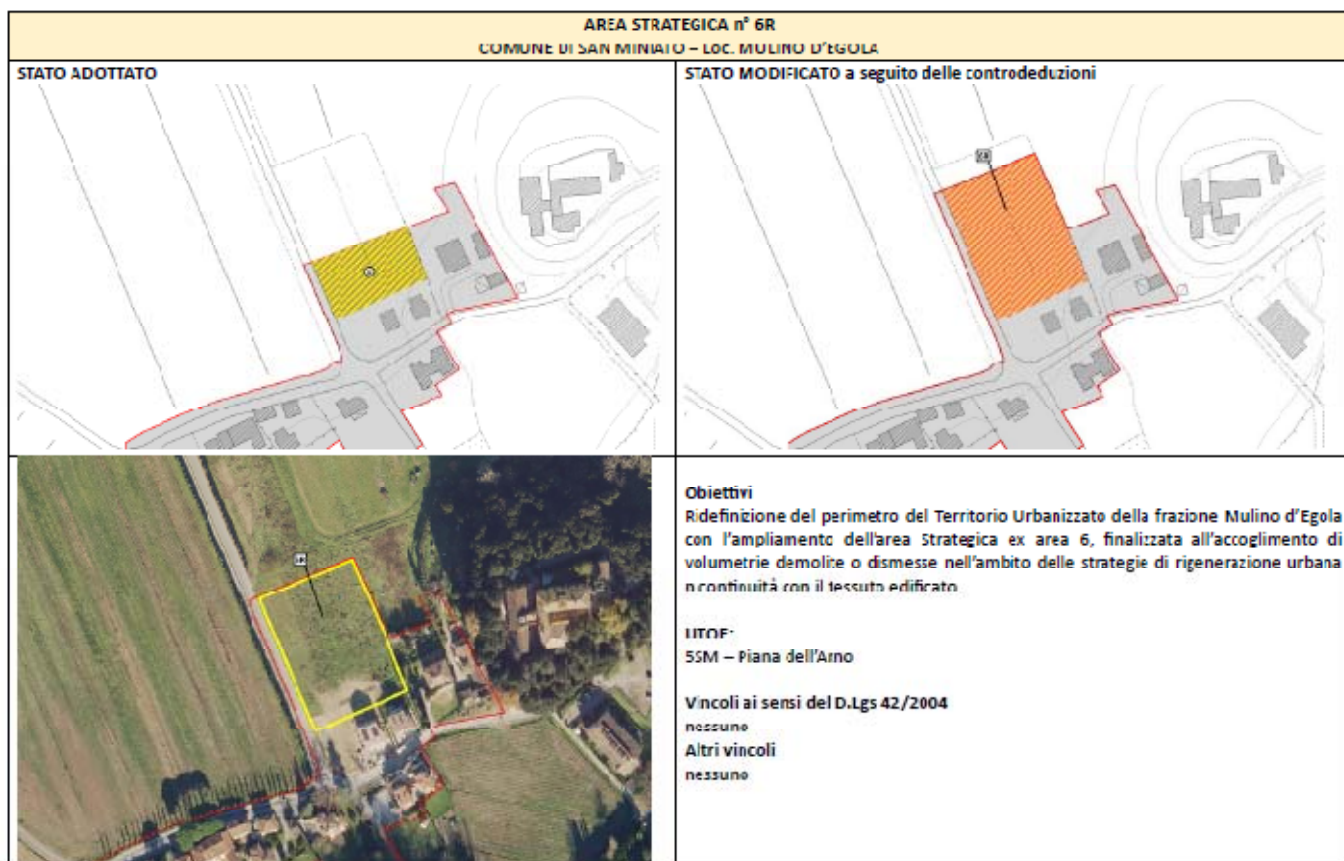 AREA STRATEGICA n° 6R
COMUNE DI SAN MINIATO – Loc. MULINO D'EGOLA
STATO ADOTTATO
STATO MODIFICATO a seguito delle controdeduzioni
6
6R
6R
Obiettivi
Ridefinizione del perimetro del Territorio Urbanizzato della frazione Mulino d'Egola
con l'ampliamento dell'area Strategica ex area 6, finalizzata all'accoglimento di
volumetrie demolite o dismesse nell'ambito delle strategie di rigenerazione urbana
n continuità con il tessuto edificato
UTOE:
5SM – Piana dell'Arno
Vincoli ai sensi del D.Lgs 42/2004
nessuno
Altri vincoli
nessuno